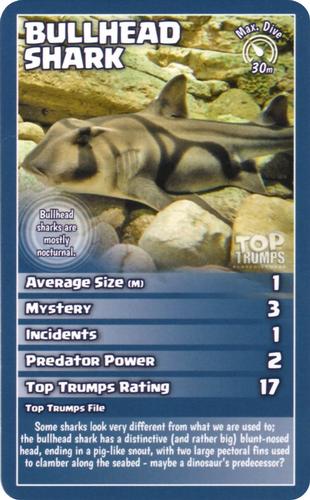 BULLHEAD
SHARK
Max. Dive
30m
Bullhead
sharks are
mostly
nocturnal.
TOP
TRUMPS
Average Size (M) 1
Mystery 3
Incidents 1
Predator Power 2
Top Trumps Rating 17
Top Trumps File
Some sharks look very different from what we are used to;
the bullhead shark has a distinctive (and rather big) blunt-nosed
head, ending in a pig-like snout, with two large pectoral fins used
to clamber along the seabed - maybe a dinosaur's predecessor?